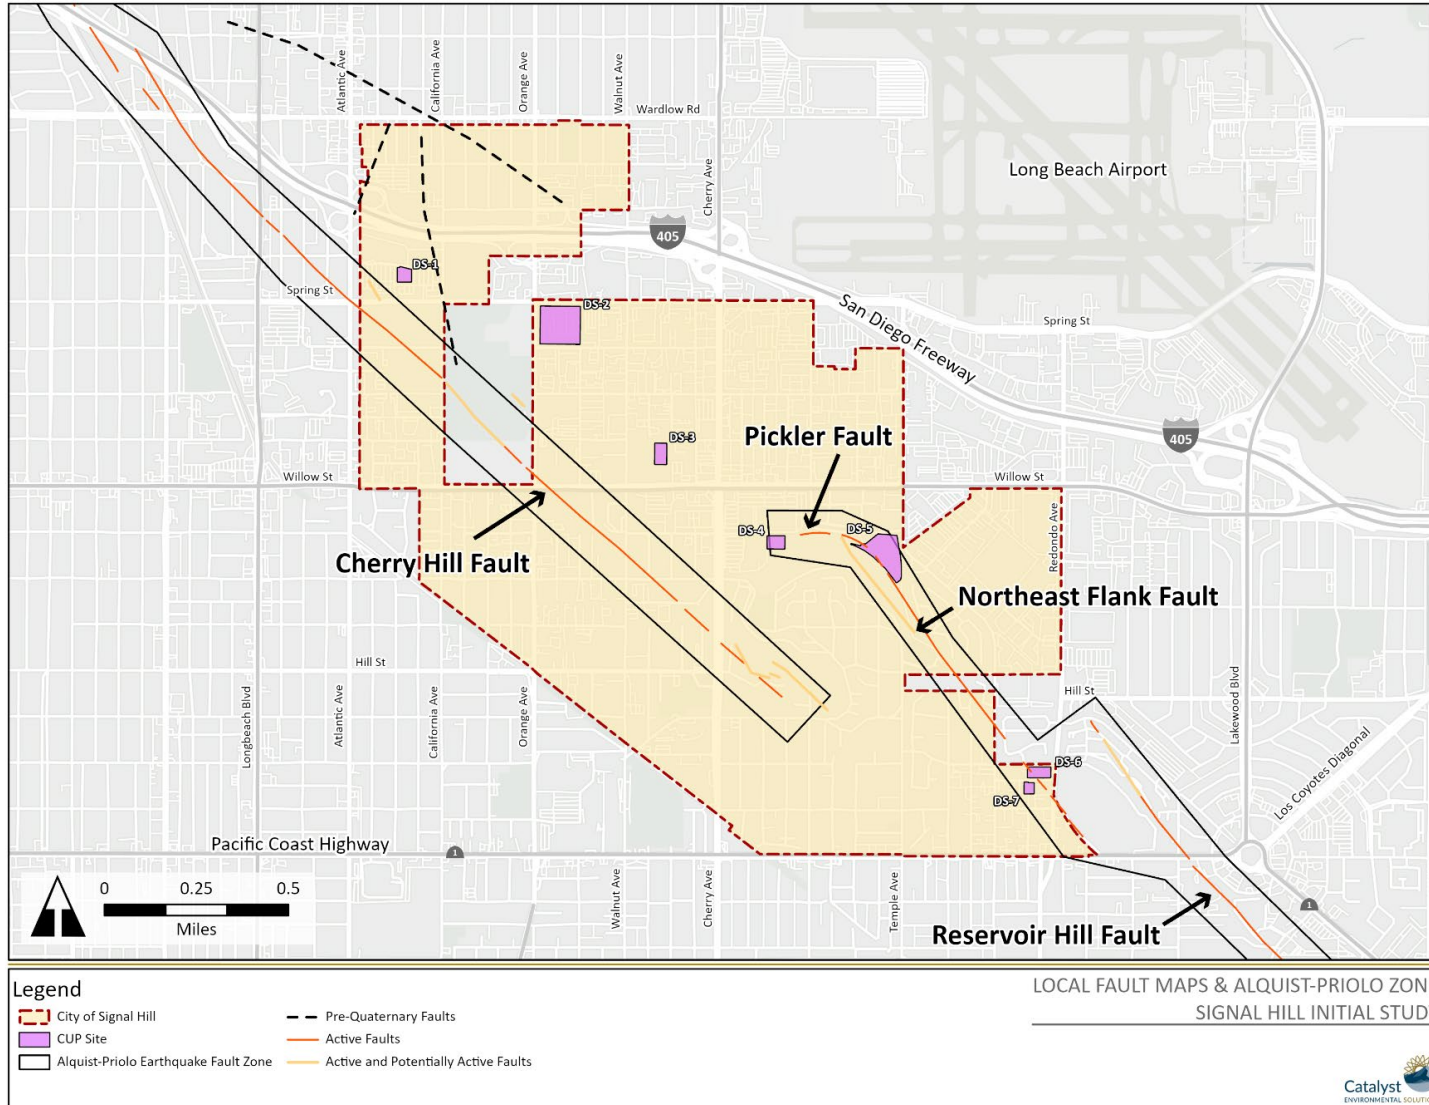 Atlantic Ave
California Ave
Orange Ave
Walnut Ave
Wardlow Rd
Cherry Ave
Long Beach Airport
405
DS-1
Spring St
DS-2
San Diego Freeway
Spring St
DS-3
Pickler Fault
405
Willow St
Willow St
DS-4
DS-5
Redondo Ave
Cherry Hill Fault
Northeast Flank Fault
Hill St
Hill St
Longbeach Blvd
Atlantic Ave
California Ave
Orange Ave
Lakewood Blvd
Los Coyotes Diagonal
DS-6
DS-7
Pacific Coast Highway
1
0 0.25 0.5
Miles
Walnut Ave
Cherry Ave
Temple Ave
1
Reservoir Hill Fault
Legend
City of Signal Hill
CUP Site
Alquist-Priolo Earthquake Fault Zone
Pre-Quaternary Faults
Active Faults
Active and Potentially Active Faults
LOCAL FAULT MAPS & ALQUIST-PRIOLO ZON
SIGNAL HILL INITIAL STUD
Catalyst
ENVIRONMENTAL SOLUTIO